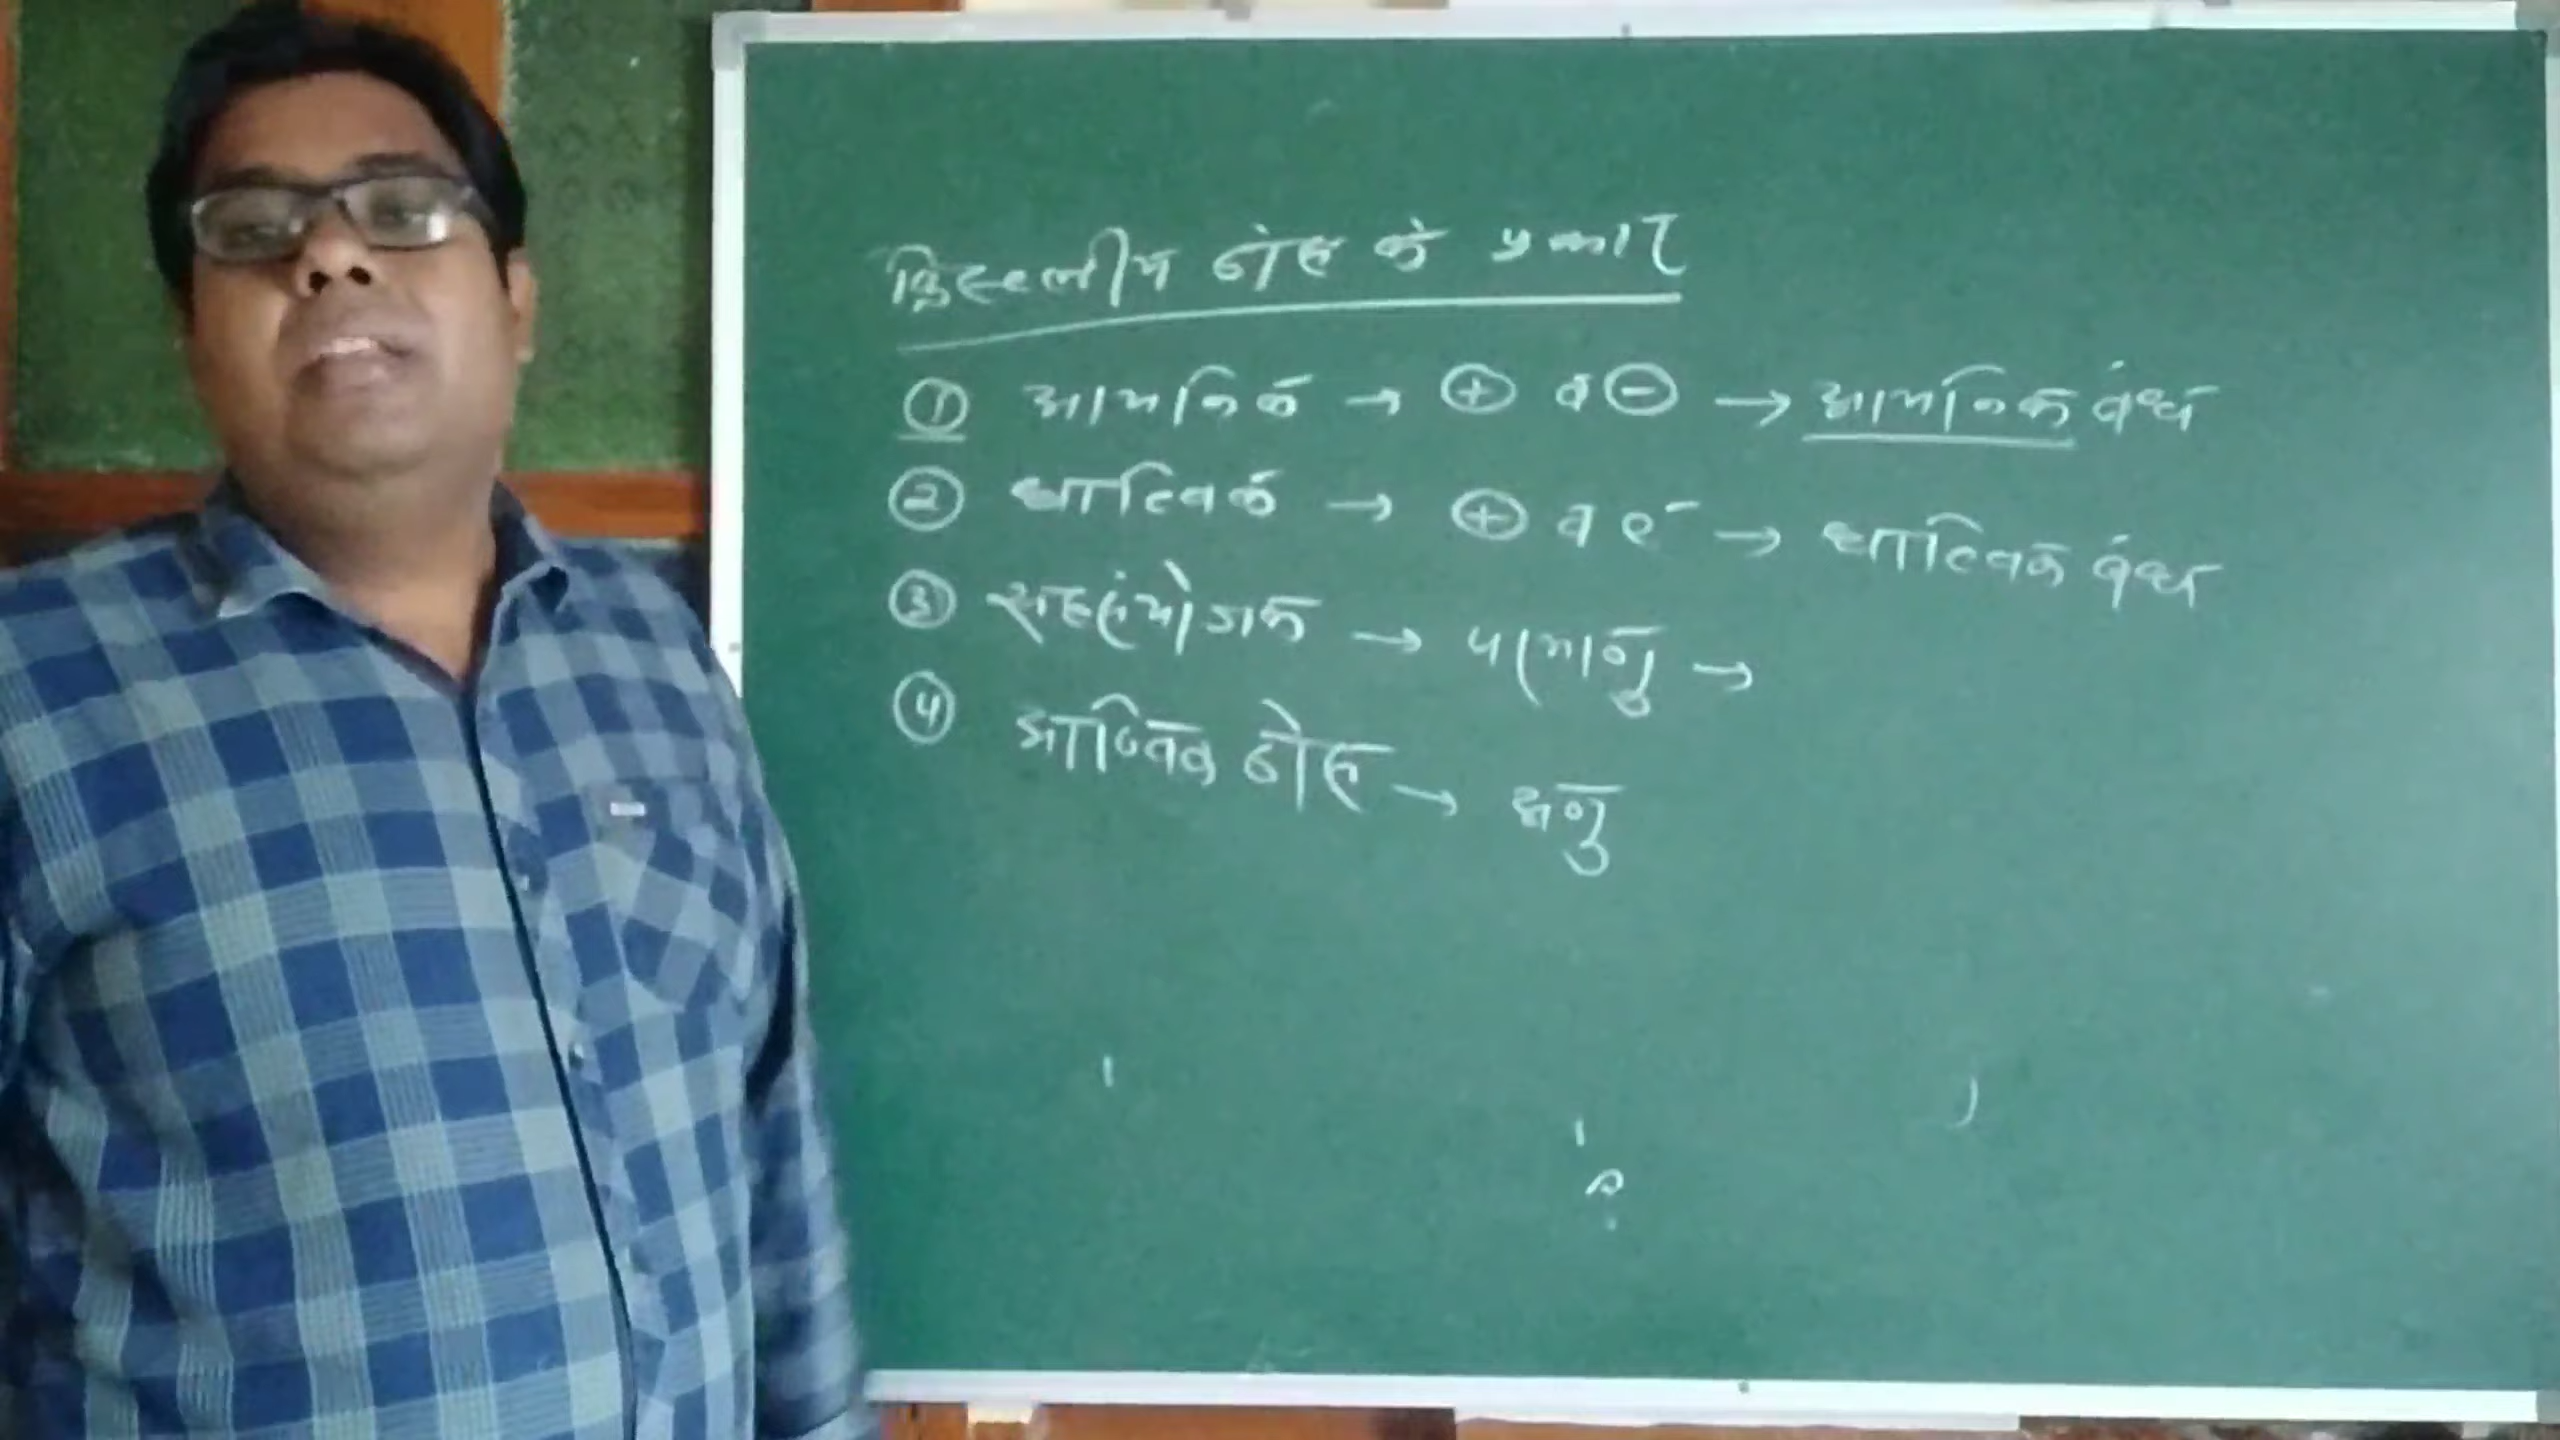 क्रिस्टलीय ठोस के प्रकार
① आयनिक → ⊕ व ⊖ → आयनिक बंध
② धात्विक → ⊕ व e⁻ → धात्विक बंध
③ सहसंयोजक → परमाणु →
④ आण्विक ठोस → अणु